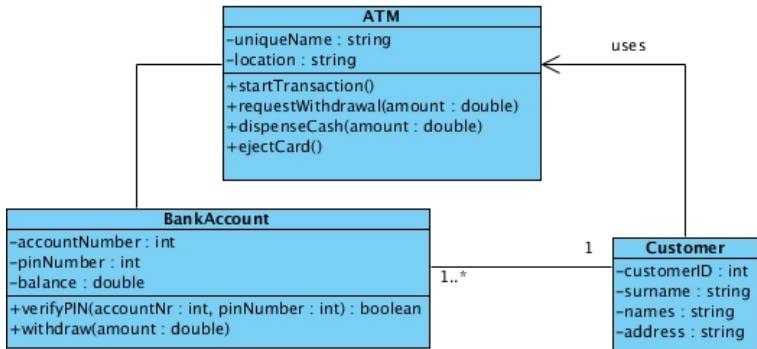 ATM
-uniqueName : string
-location : string
+startTransaction()
+requestWithdrawal(amount : double)
+dispenseCash(amount : double)
+ejectCard()
uses
BankAccount
-accountNumber : int
-pinNumber : int
-balance : double
+verifyPIN(accountNr : int, pinNumber : int) : boolean
+withdraw(amount : double)
1..*
1
Customer
-customerID : int
-surname : string
-names : string
-address : string